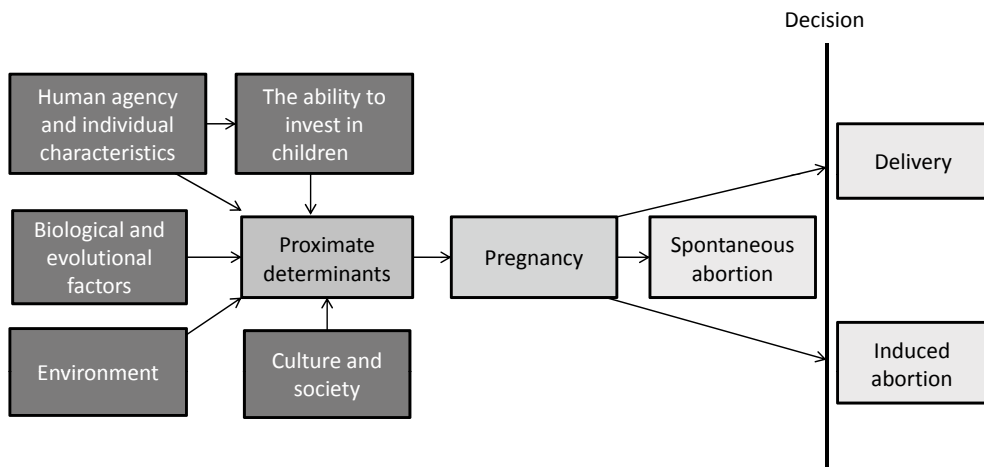 Decision
Human agency
and individual
characteristics
The ability to
invest in
children
Delivery
Biological and
evolutional
factors
Proximate
determinants
Pregnancy
Spontaneous
abortion
Environment
Culture and
society
Induced
abortion